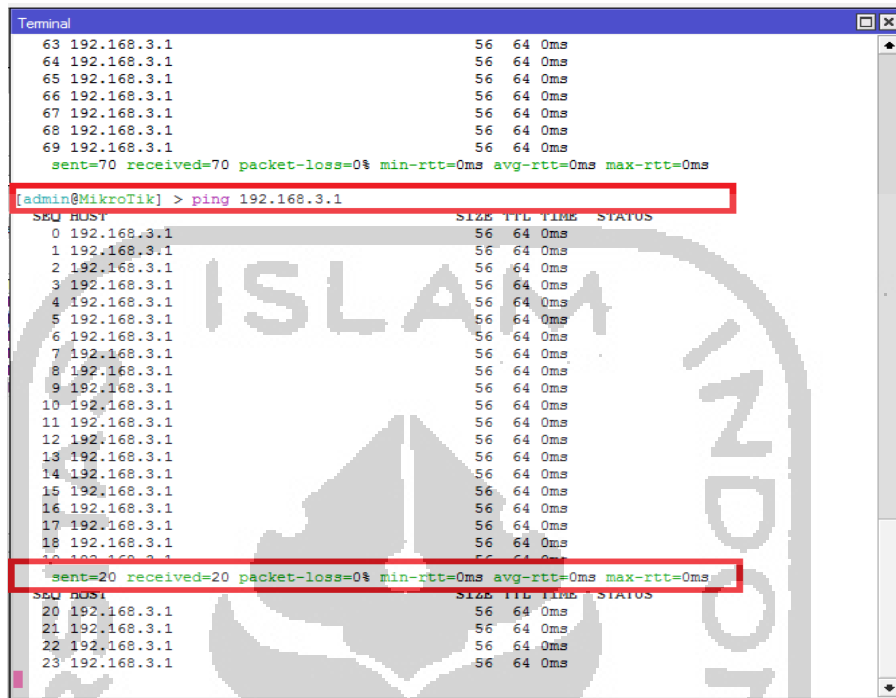 Terminal
63 192.168.3.1 56 64 0ms
64 192.168.3.1 56 64 0ms
65 192.168.3.1 56 64 0ms
66 192.168.3.1 56 64 0ms
67 192.168.3.1 56 64 0ms
68 192.168.3.1 56 64 0ms
69 192.168.3.1 56 64 0ms
sent=70 received=70 packet-loss=0% min-rtt=0ms avg-rtt=0ms max-rtt=0ms
[admin@MikroTik] > ping 192.168.3.1
SEQ HOST SIZE TTL TIME STATUS
0 192.168.3.1 56 64 0ms
1 192.168.3.1 56 64 0ms
2 192.168.3.1 56 64 0ms
3 192.168.3.1 56 64 0ms
4 192.168.3.1 56 64 0ms
5 192.168.3.1 56 64 0ms
6 192.168.3.1 56 64 0ms
7 192.168.3.1 56 64 0ms
8 192.168.3.1 56 64 0ms
9 192.168.3.1 56 64 0ms
10 192.168.3.1 56 64 0ms
11 192.168.3.1 56 64 0ms
12 192.168.3.1 56 64 0ms
13 192.168.3.1 56 64 0ms
14 192.168.3.1 56 64 0ms
15 192.168.3.1 56 64 0ms
16 192.168.3.1 56 64 0ms
17 192.168.3.1 56 64 0ms
18 192.168.3.1 56 64 0ms
19 192.168.3.1 56 64 0ms
sent=20 received=20 packet-loss=0% min-rtt=0ms avg-rtt=0ms max-rtt=0ms
SEQ HOST SIZE TTL TIME STATUS
20 192.168.3.1 56 64 0ms
21 192.168.3.1 56 64 0ms
22 192.168.3.1 56 64 0ms
23 192.168.3.1 56 64 0ms
ISLAM